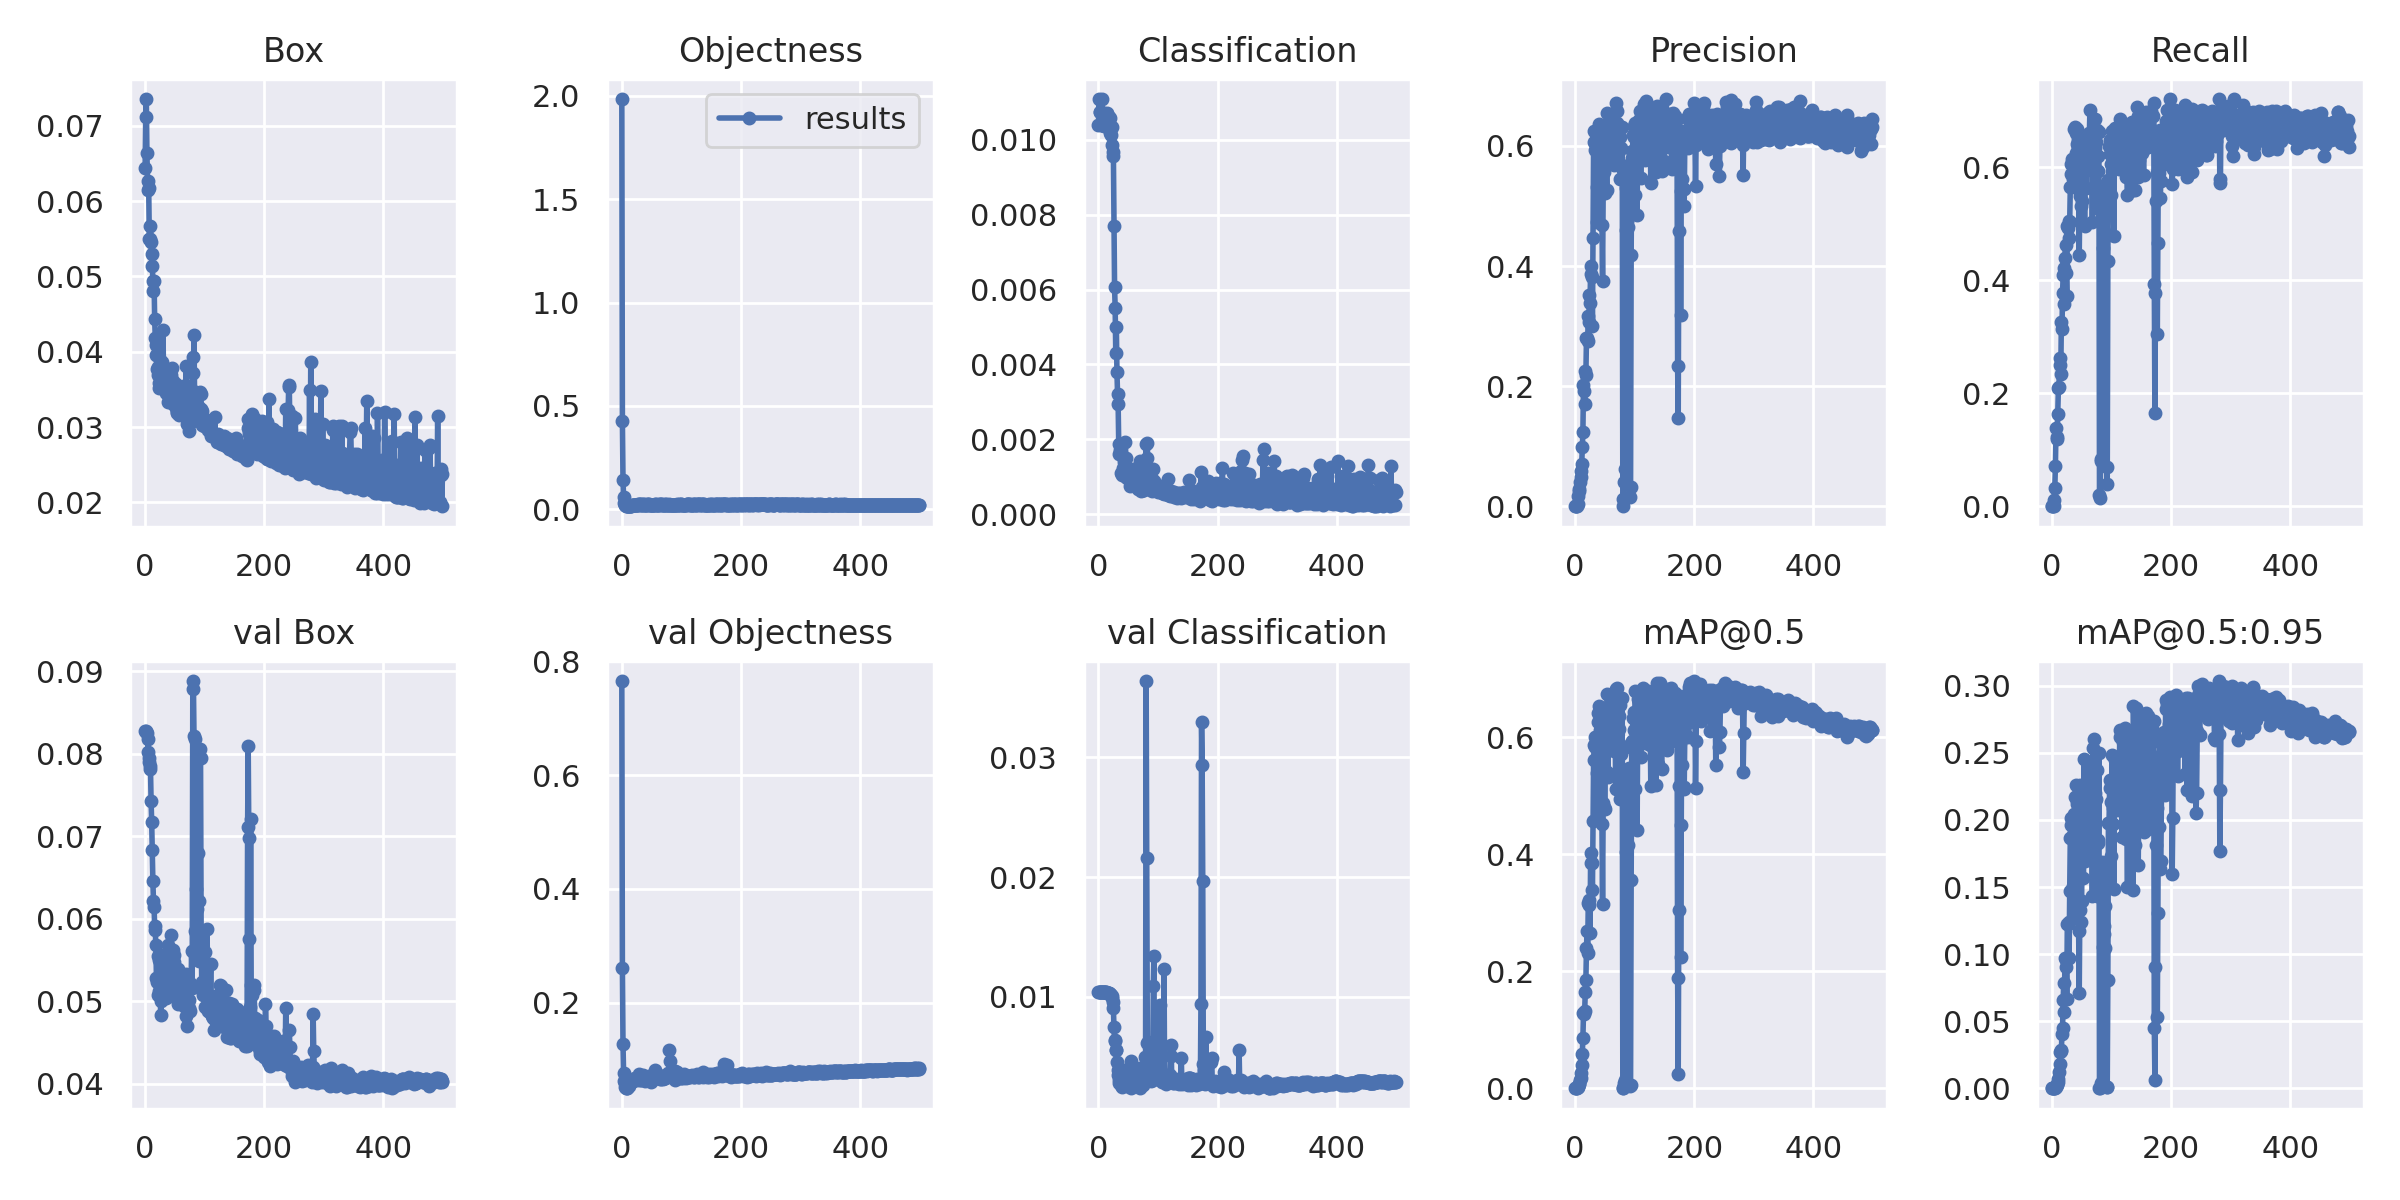 Box
Objectness
Classification
Precision
Recall
0.07
0.06
0.05
0.04
0.03
0.02
0 200 400
2.0
1.5
1.0
0.5
0.0
0 200 400
results
0.010
0.008
0.006
0.004
0.002
0.000
0 200 400
0.6
0.4
0.2
0.0
0 200 400
0.6
0.4
0.2
0.0
0 200 400
val Box
val Objectness
val Classification
mAP@0.5
mAP@0.5:0.95
0.09
0.08
0.07
0.06
0.05
0.04
0 200 400
0.8
0.6
0.4
0.2
0 200 400
0.03
0.02
0.01
0 200 400
0.6
0.4
0.2
0.0
0 200 400
0.30
0.25
0.20
0.15
0.10
0.05
0.00
0 200 400